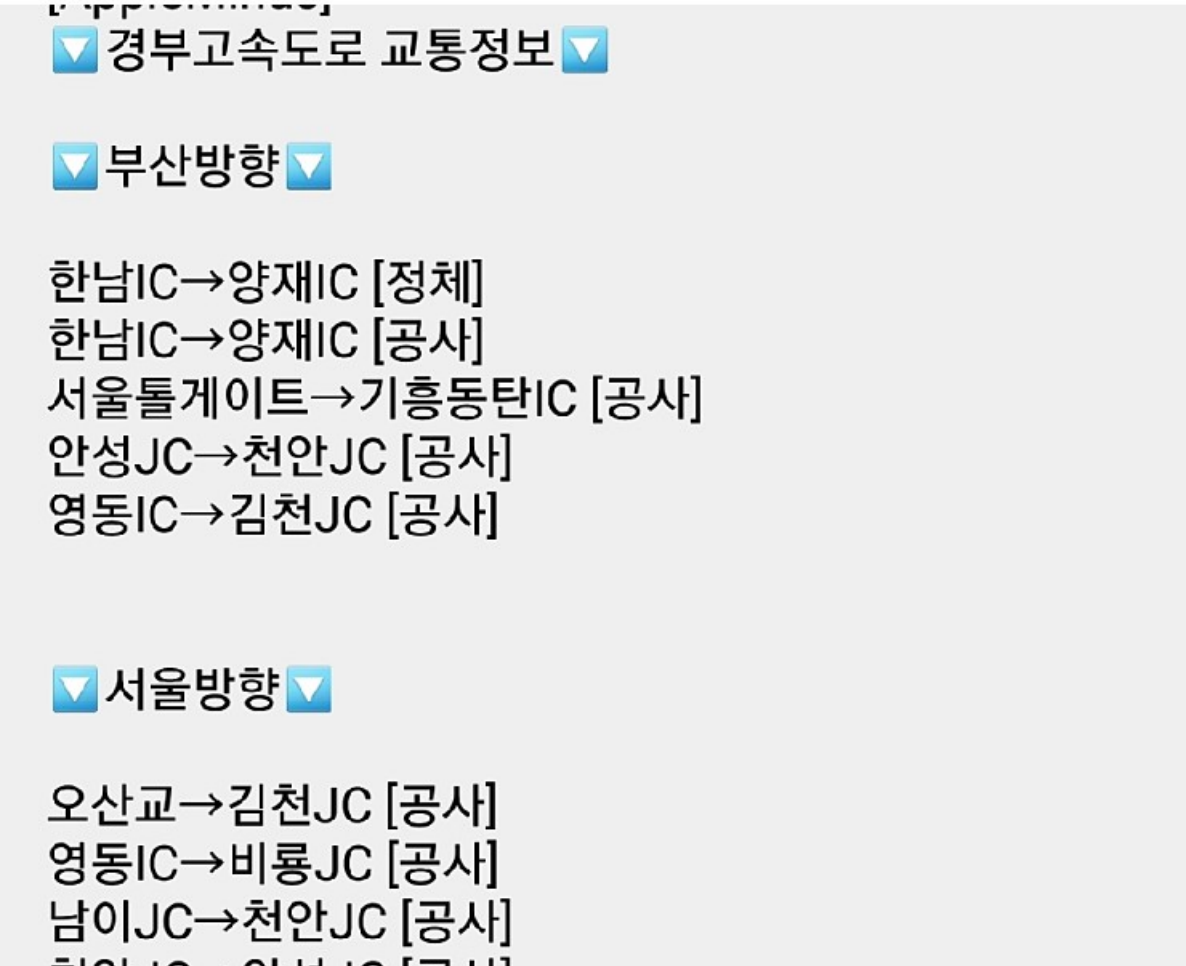 🔽경부고속도로 교통정보🔽
🔽부산방향🔽
한남IC→양재IC [정체]
한남IC→양재IC [공사]
서울톨게이트→기흥동탄IC [공사]
안성JC→천안JC [공사]
영동IC→김천JC [공사]
🔽서울방향🔽
오산교→김천JC [공사]
영동IC→비룡JC [공사]
남이JC→천안JC [공사]